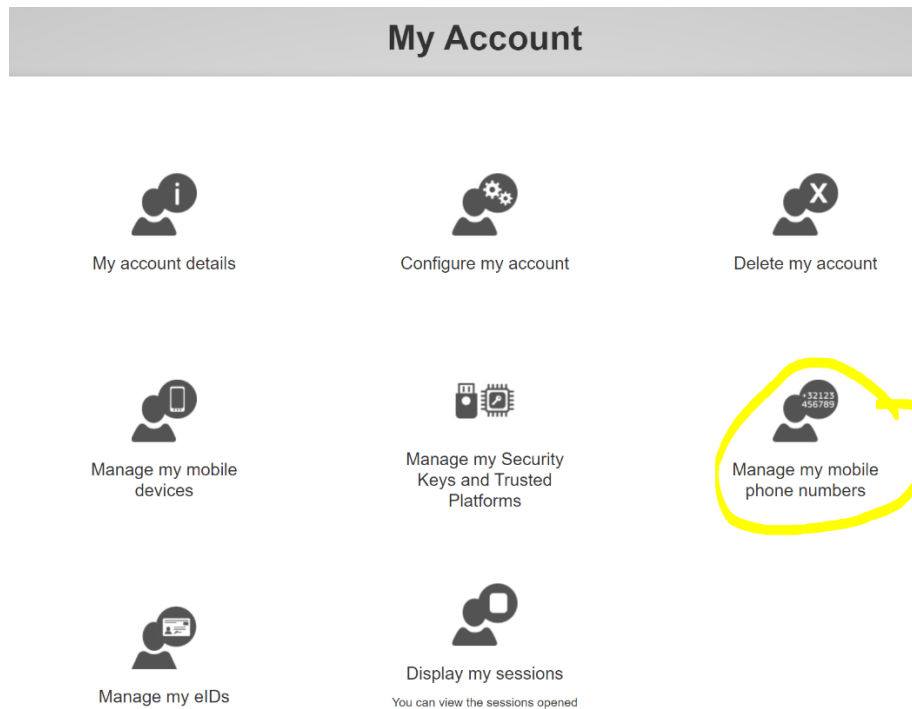 My Account
i
X
My account details
Configure my account
Delete my account
+32123
456789
Manage my mobile
devices
Manage my Security
Keys and Trusted
Platforms
Manage my mobile
phone numbers
Manage my eIDs
Display my sessions
You can view the sessions opened